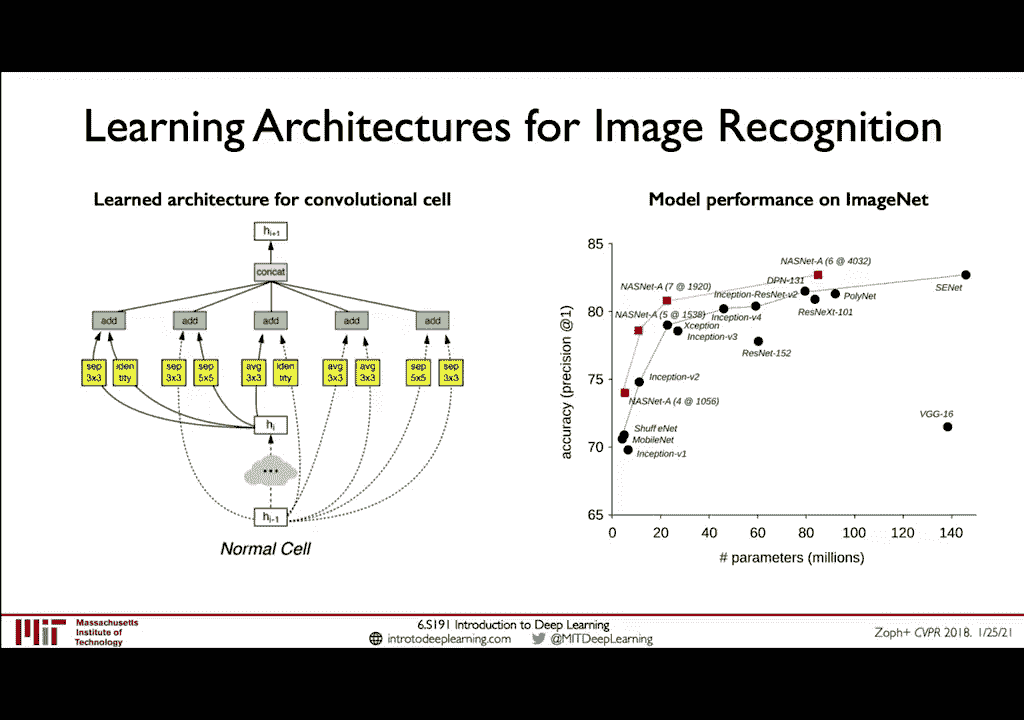 Learning Architectures for Image Recognition
Learned architecture for convolutional cell
hi+1
concat
add add add add add
sep 3x3 iden tity sep 3x3 sep 5x5 avg 3x3 iden tity avg 3x3 avg 3x3 sep 5x5 sep 3x3
hi
...
hi-1
Normal Cell
Model performance on ImageNet
accuracy (precision @1)
85
80
75
70
65
NASNet-A (6 @ 4032)
NASNet-A (7 @ 1920)
DPN-131
Inception-ResNet-v2
PolyNet
SENet
NASNet-A (5 @ 1538)
Inception-v4
ResNeXt-101
Xception
Inception-v3
ResNet-152
Inception-v2
NASNet-A (4 @ 1056)
VGG-16
Shuff eNet
MobileNet
Inception-v1
0 20 40 60 80 100 120 140
# parameters (millions)
MIT
Massachusetts
Institute of
Technology
6.S191 Introduction to Deep Learning
introtodeeplearning.com @MITDeepLearning
Zoph+ CVPR 2018. 1/25/21